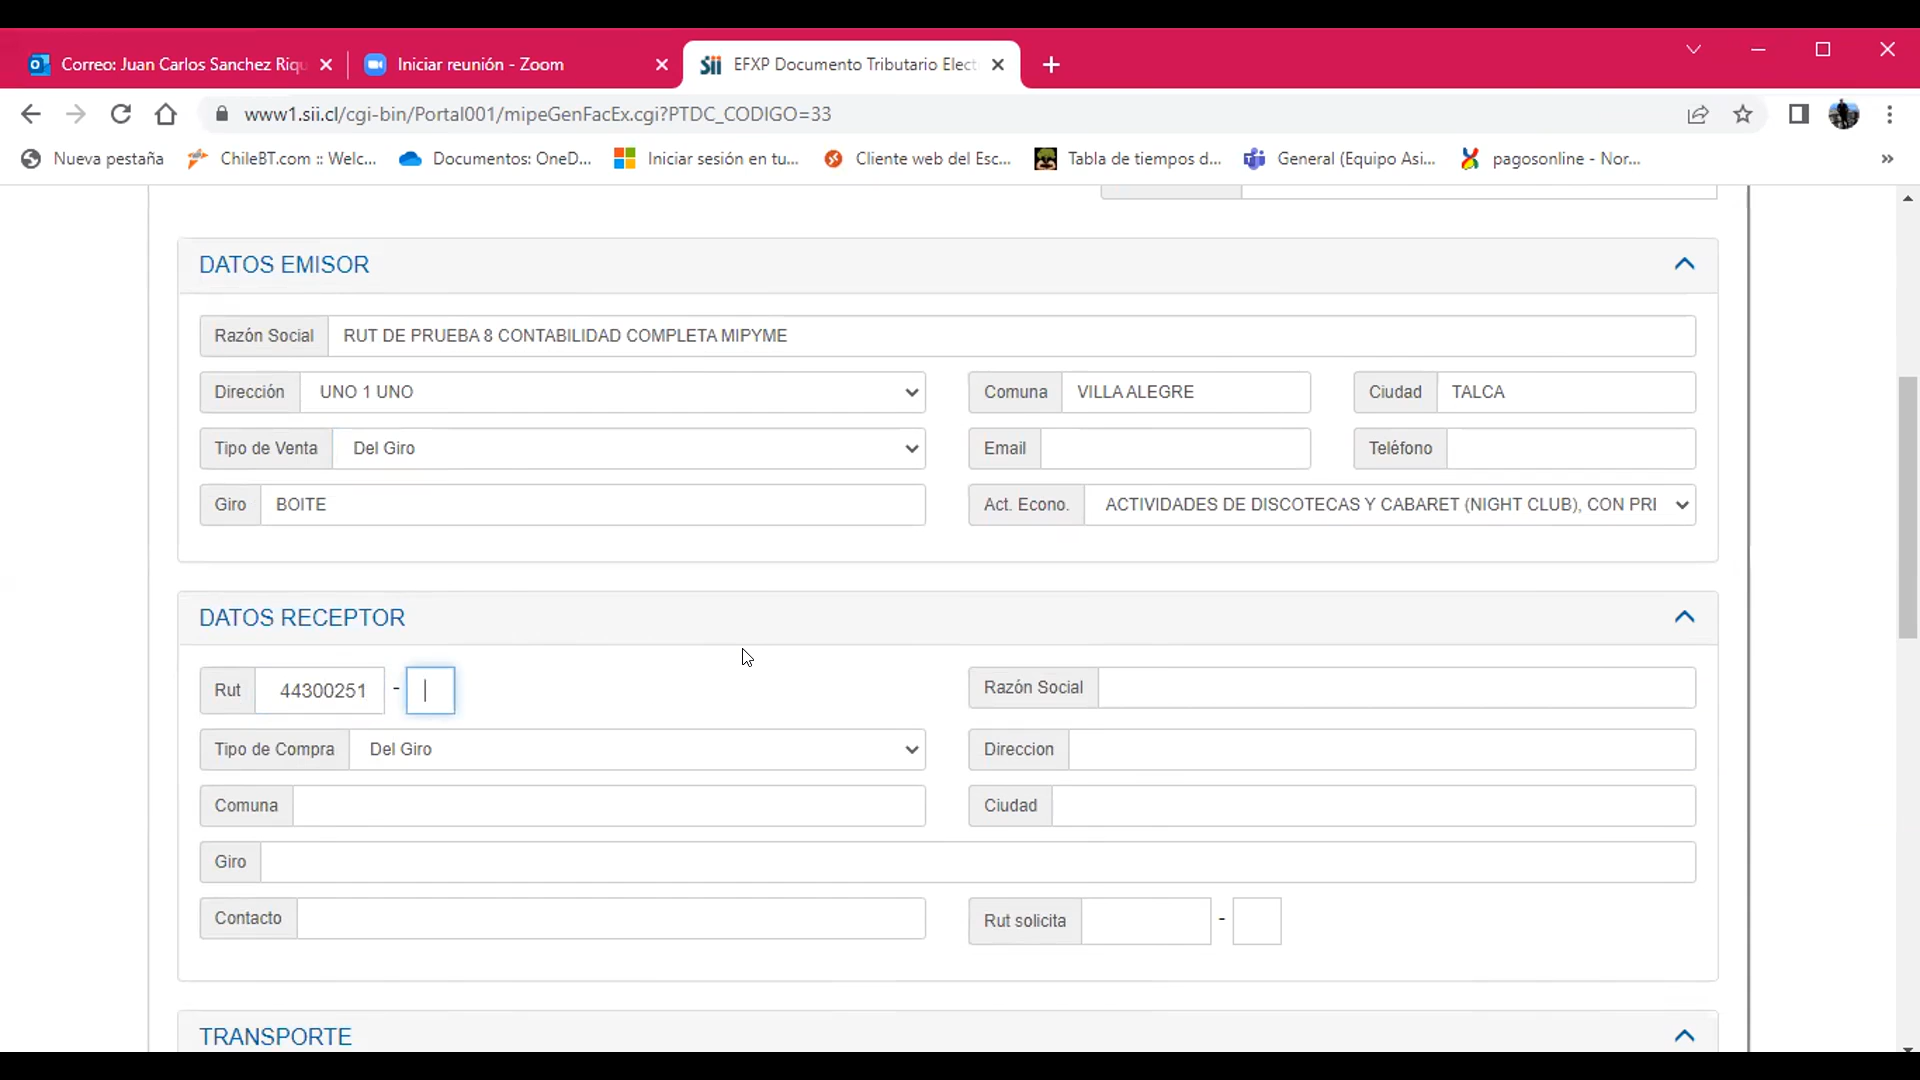 Correo: Juan Carlos Sanchez Riqu
Iniciar reunión - Zoom
Sii EFXP Documento Tributario Elect
www1.sii.cl/cgi-bin/Portal001/mipeGenFacEx.cgi?PTDC_CODIGO=33
Nueva pestaña
ChileBT.com :: Welc...
Documentos: OneD...
Iniciar sesión en tu...
Cliente web del Esc...
Tabla de tiempos d...
General (Equipo Asi...
pagosonline - Nor...
»
DATOS EMISOR
Razón Social RUT DE PRUEBA 8 CONTABILIDAD COMPLETA MIPYME
Dirección UNO 1 UNO Comuna VILLA ALEGRE Ciudad TALCA
Tipo de Venta Del Giro Email Teléfono
Giro BOITE Act. Econo. ACTIVIDADES DE DISCOTECAS Y CABARET (NIGHT CLUB), CON PRE
DATOS RECEPTOR
Rut 44300251 - Razón Social
Tipo de Compra Del Giro Direccion
Comuna Ciudad
Giro
Contacto Rut solicita -
TRANSPORTE